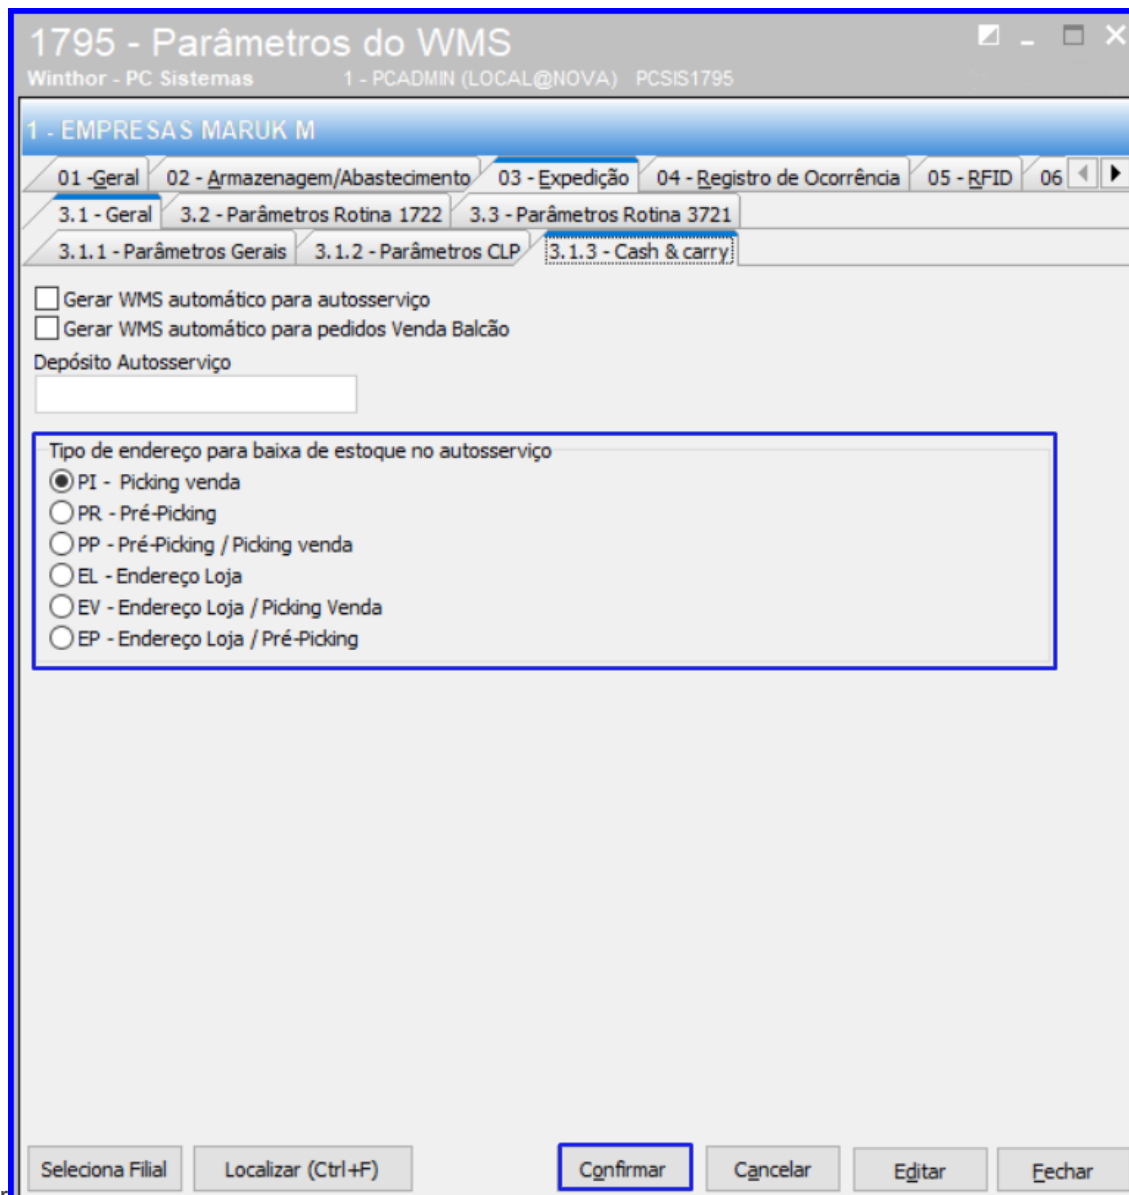 1795 - Parâmetros do WMS
Winthor - PC Sistemas 1 - PCADMIN (LOCAL@NOVA) PCSIS1795
1 - EMPRESAS MARUK M
01 -Geral 02 - Armazenagem/Abastecimento 03 - Expedição 04 - Registro de Ocorrência 05 - RFID 06
3.1 - Geral 3.2 - Parâmetros Rotina 1722 3.3 - Parâmetros Rotina 3721
3.1.1 - Parâmetros Gerais 3.1.2 - Parâmetros CLP 3.1.3 - Cash & carry
Gerar WMS automático para autosserviço
Gerar WMS automático para pedidos Venda Balcão
Depósito Autosserviço
Tipo de endereço para baixa de estoque no autosserviço
PI - Picking venda
PR - Pré-Picking
PP - Pré-Picking / Picking venda
EL - Endereço Loja
EV - Endereço Loja / Picking Venda
EP - Endereço Loja / Pré-Picking
Seleciona Filial Localizar (Ctrl+F) Confirmar Cancelar Editar Fechar